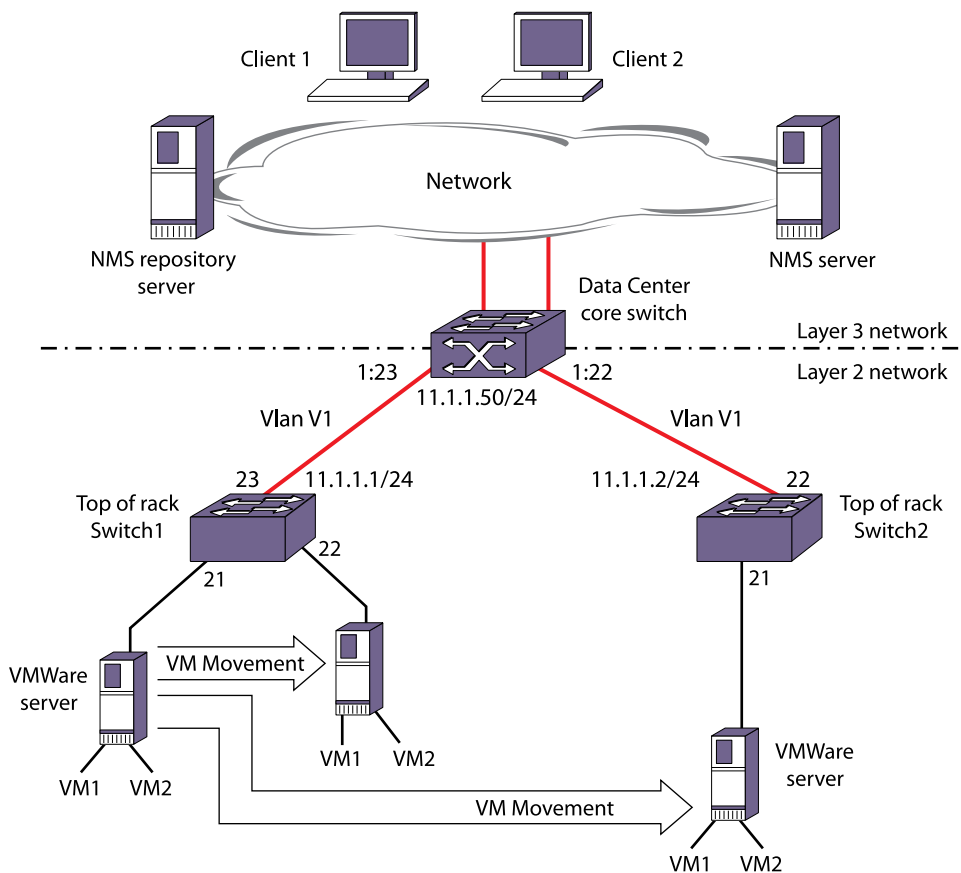 Client 1
Client 2
Network
NMS repository
server
NMS server
Data Center
core switch
Layer 3 network
Layer 2 network
1:23
1:22
11.1.1.50/24
Vlan V1
Vlan V1
23
11.1.1.1/24
11.1.1.2/24
22
Top of rack
Switch1
Top of rack
Switch2
22
21
21
VM Movement
VMWare
server
VM1
VM2
VM1
VM2
VMWare
server
VM Movement
VM1
VM2